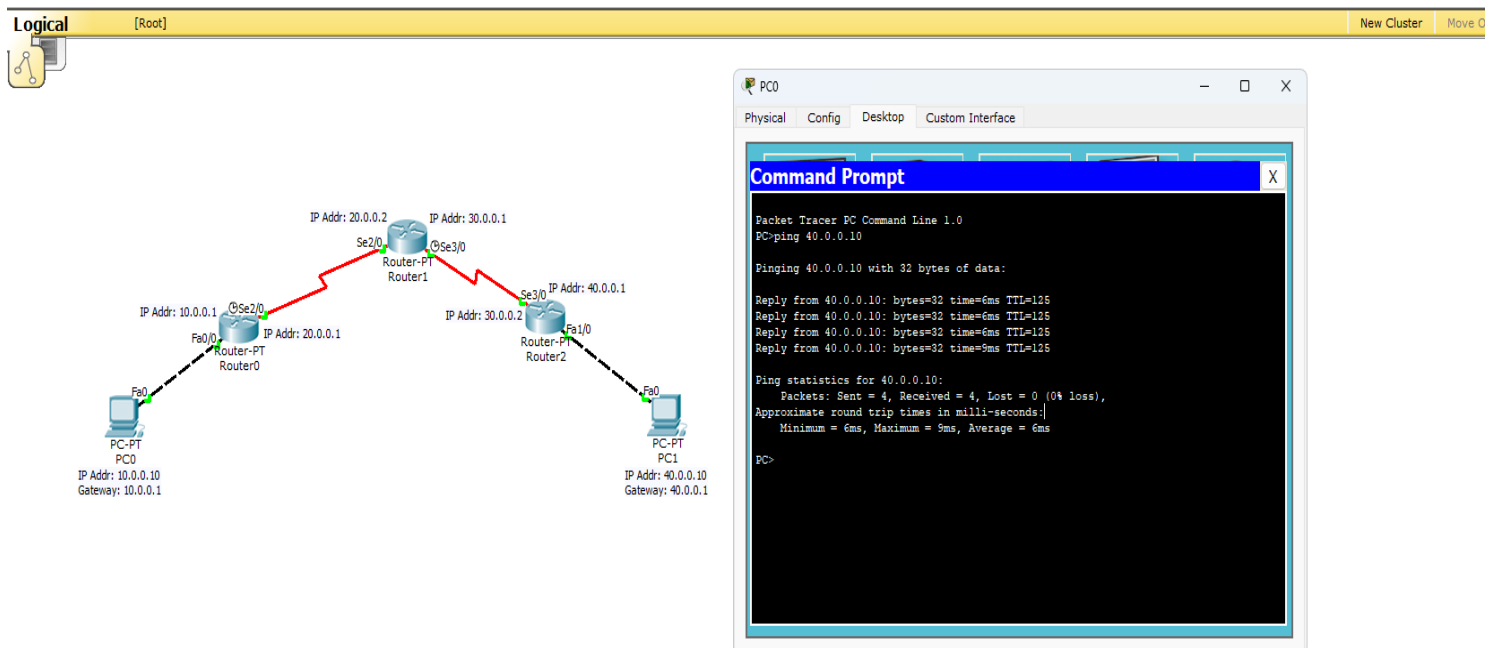 Logical
[Root]
New Cluster
Move O
IP Addr: 20.0.0.2
IP Addr: 30.0.0.1
Se2/0
Se3/0
Router-PT
Router1
Se3/0
IP Addr: 40.0.0.1
IP Addr: 10.0.0.1
Se2/0
IP Addr: 30.0.0.2
Fa0/0
IP Addr: 20.0.0.1
Fa1/0
Router-PT
Router0
Router-PT
Router2
Fa0
Fa0
PC-PT
PC0
IP Addr: 10.0.0.10
Gateway: 10.0.0.1
PC-PT
PC1
IP Addr: 40.0.0.10
Gateway: 40.0.0.1
PC0
Physical Config Desktop Custom Interface
Command Prompt
X
Packet Tracer PC Command Line 1.0
PC>ping 40.0.0.10
Pinging 40.0.0.10 with 32 bytes of data:
Reply from 40.0.0.10: bytes=32 time=6ms TTL=125
Reply from 40.0.0.10: bytes=32 time=6ms TTL=125
Reply from 40.0.0.10: bytes=32 time=6ms TTL=125
Reply from 40.0.0.10: bytes=32 time=9ms TTL=125
Ping statistics for 40.0.0.10:
Packets: Sent = 4, Received = 4, Lost = 0 (0% loss),
Approximate round trip times in milli-seconds:
Minimum = 6ms, Maximum = 9ms, Average = 6ms
PC>